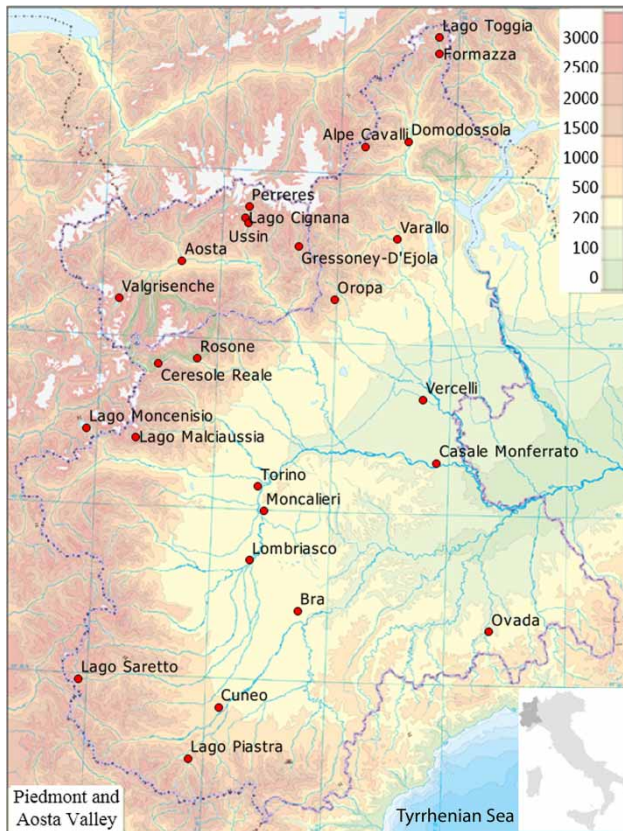 Lago Toggia
Formazza
3000
2500
2000
1500
1000
500
200
100
0
Alpe Cavalli
Domodossola
Perreres
Lago Cignana
Ussin
Varallo
Aosta
Gressoney-D'Ejola
Valgrisenche
Oropa
Rosone
Ceresole Reale
Vercelli
Lago Moncenisio
Lago Malciaussia
Casale Monferrato
Torino
Moncalieri
Lombriasco
Bra
Ovada
Lago Saretto
Cuneo
Lago Piastra
Piedmont and
Aosta Valley
Tyrrhenian Sea